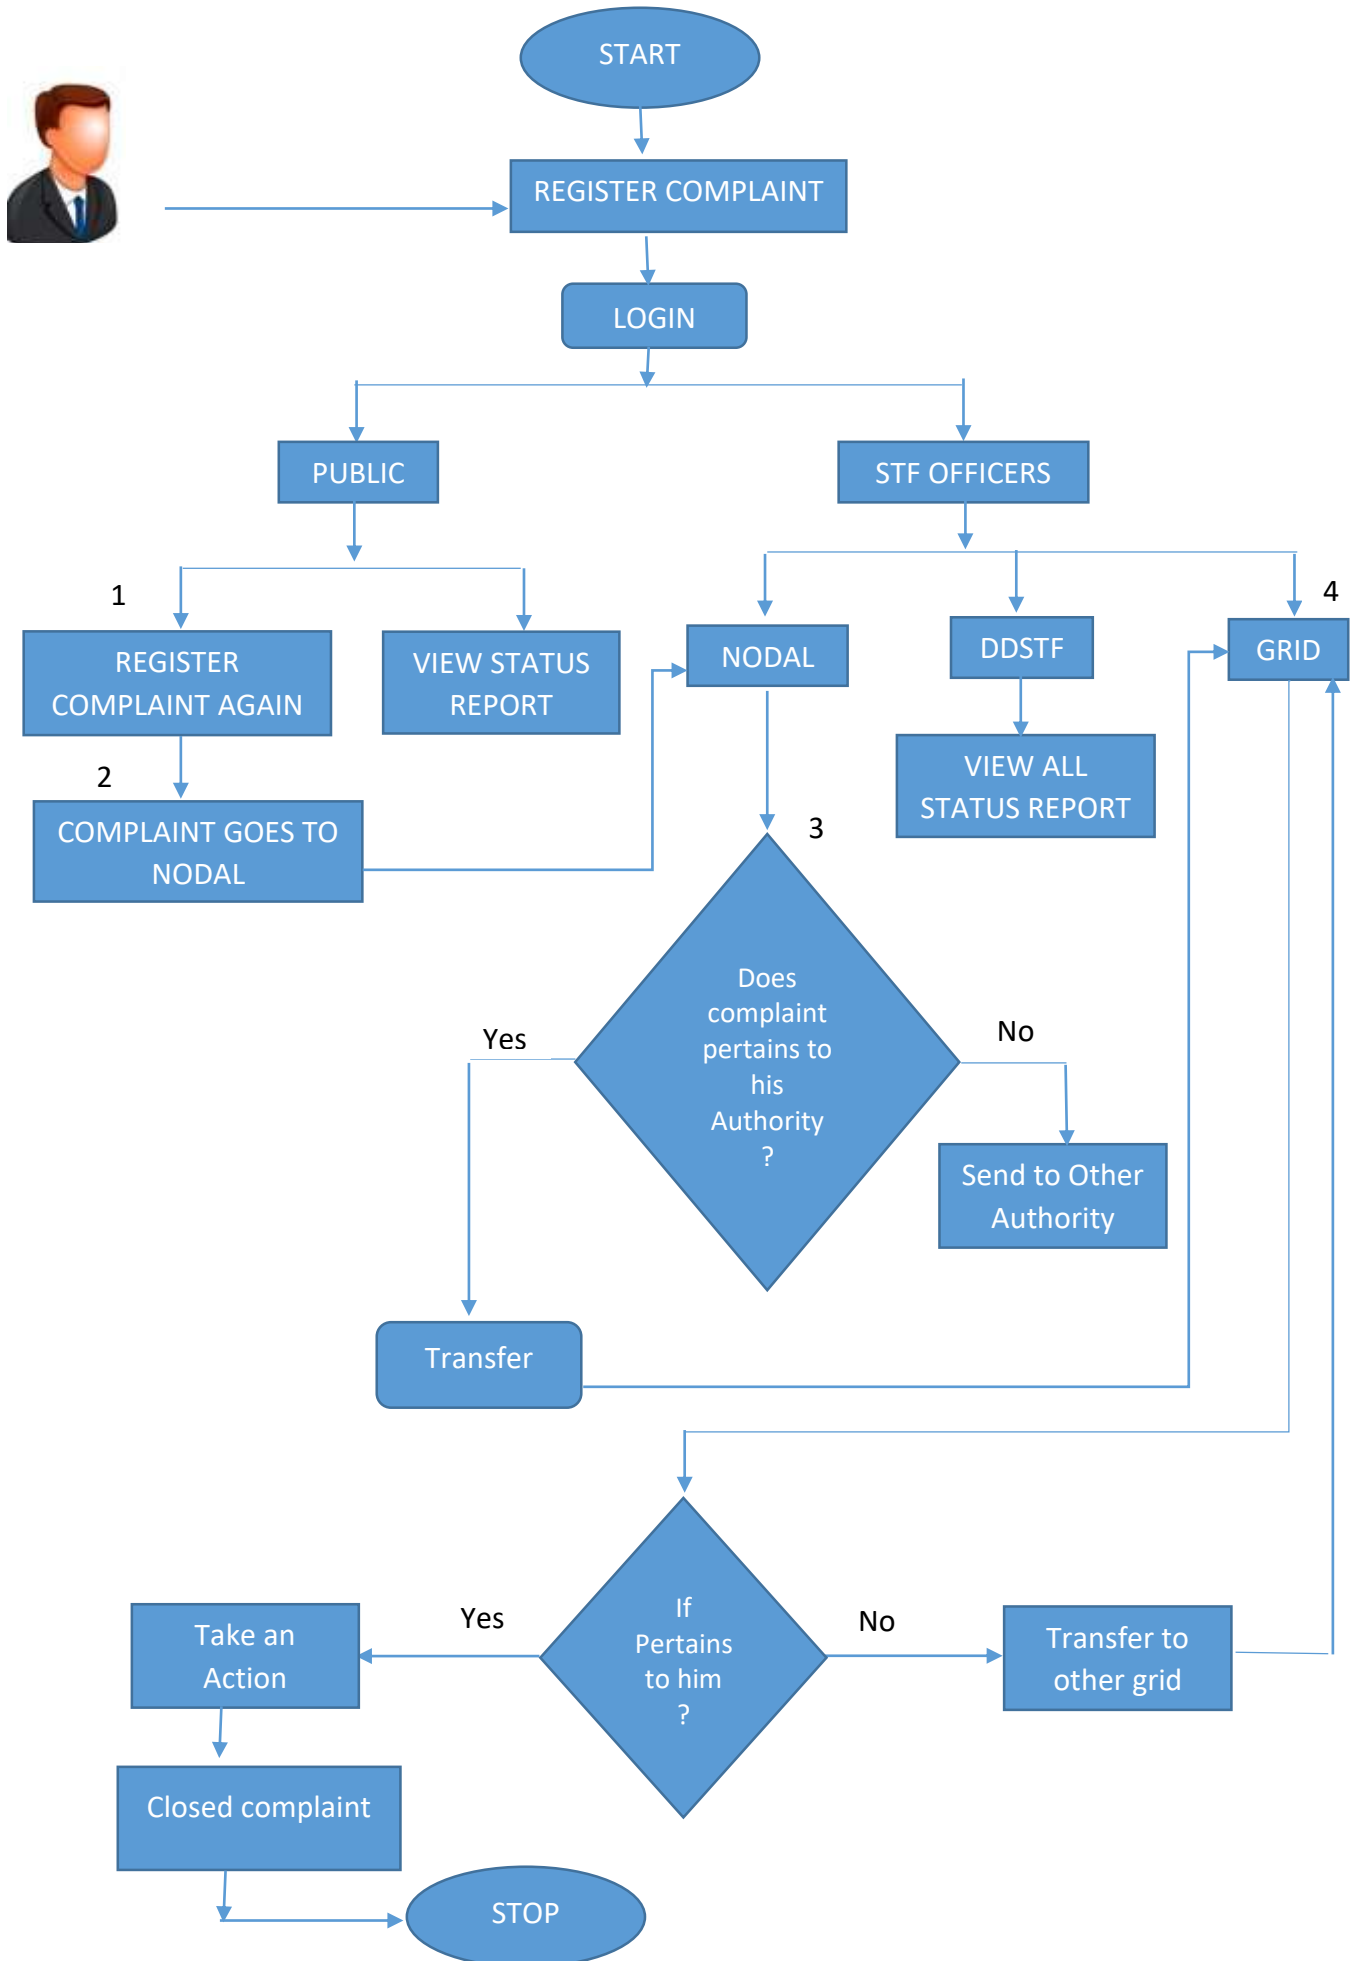 START
REGISTER COMPLAINT
LOGIN
PUBLIC
STF OFFICERS
1
REGISTER
COMPLAINT AGAIN
VIEW STATUS
REPORT
NODAL
DDSTF
4
GRID
2
COMPLAINT GOES TO
NODAL
VIEW ALL
STATUS REPORT
3
Does
complaint
pertains to
his
Authority
?
Yes
No
Send to Other
Authority
Transfer
If
Pertains
to him
?
Yes
No
Take an
Action
Transfer to
other grid
Closed complaint
STOP